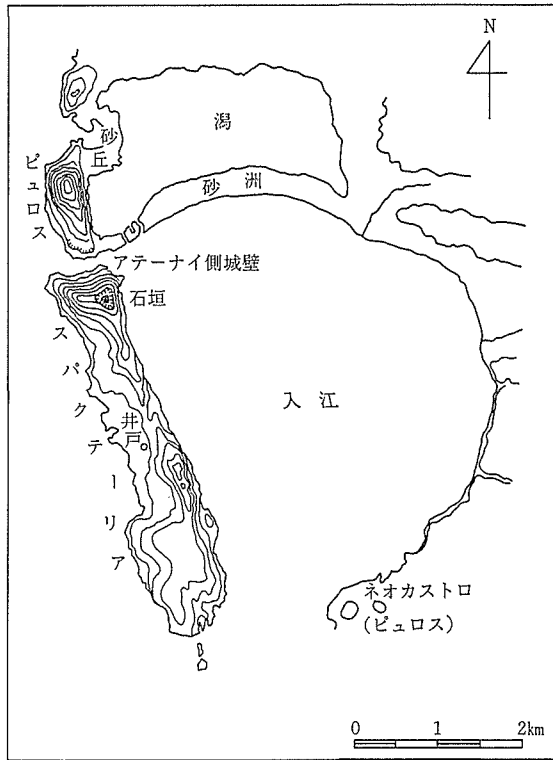 N
潟
砂丘
砂洲
ピュロス
アテーナイ側城壁
石垣
スパクテーリア
井戸
入江
ネオカストロ
(ピュロス)
0 1 2km